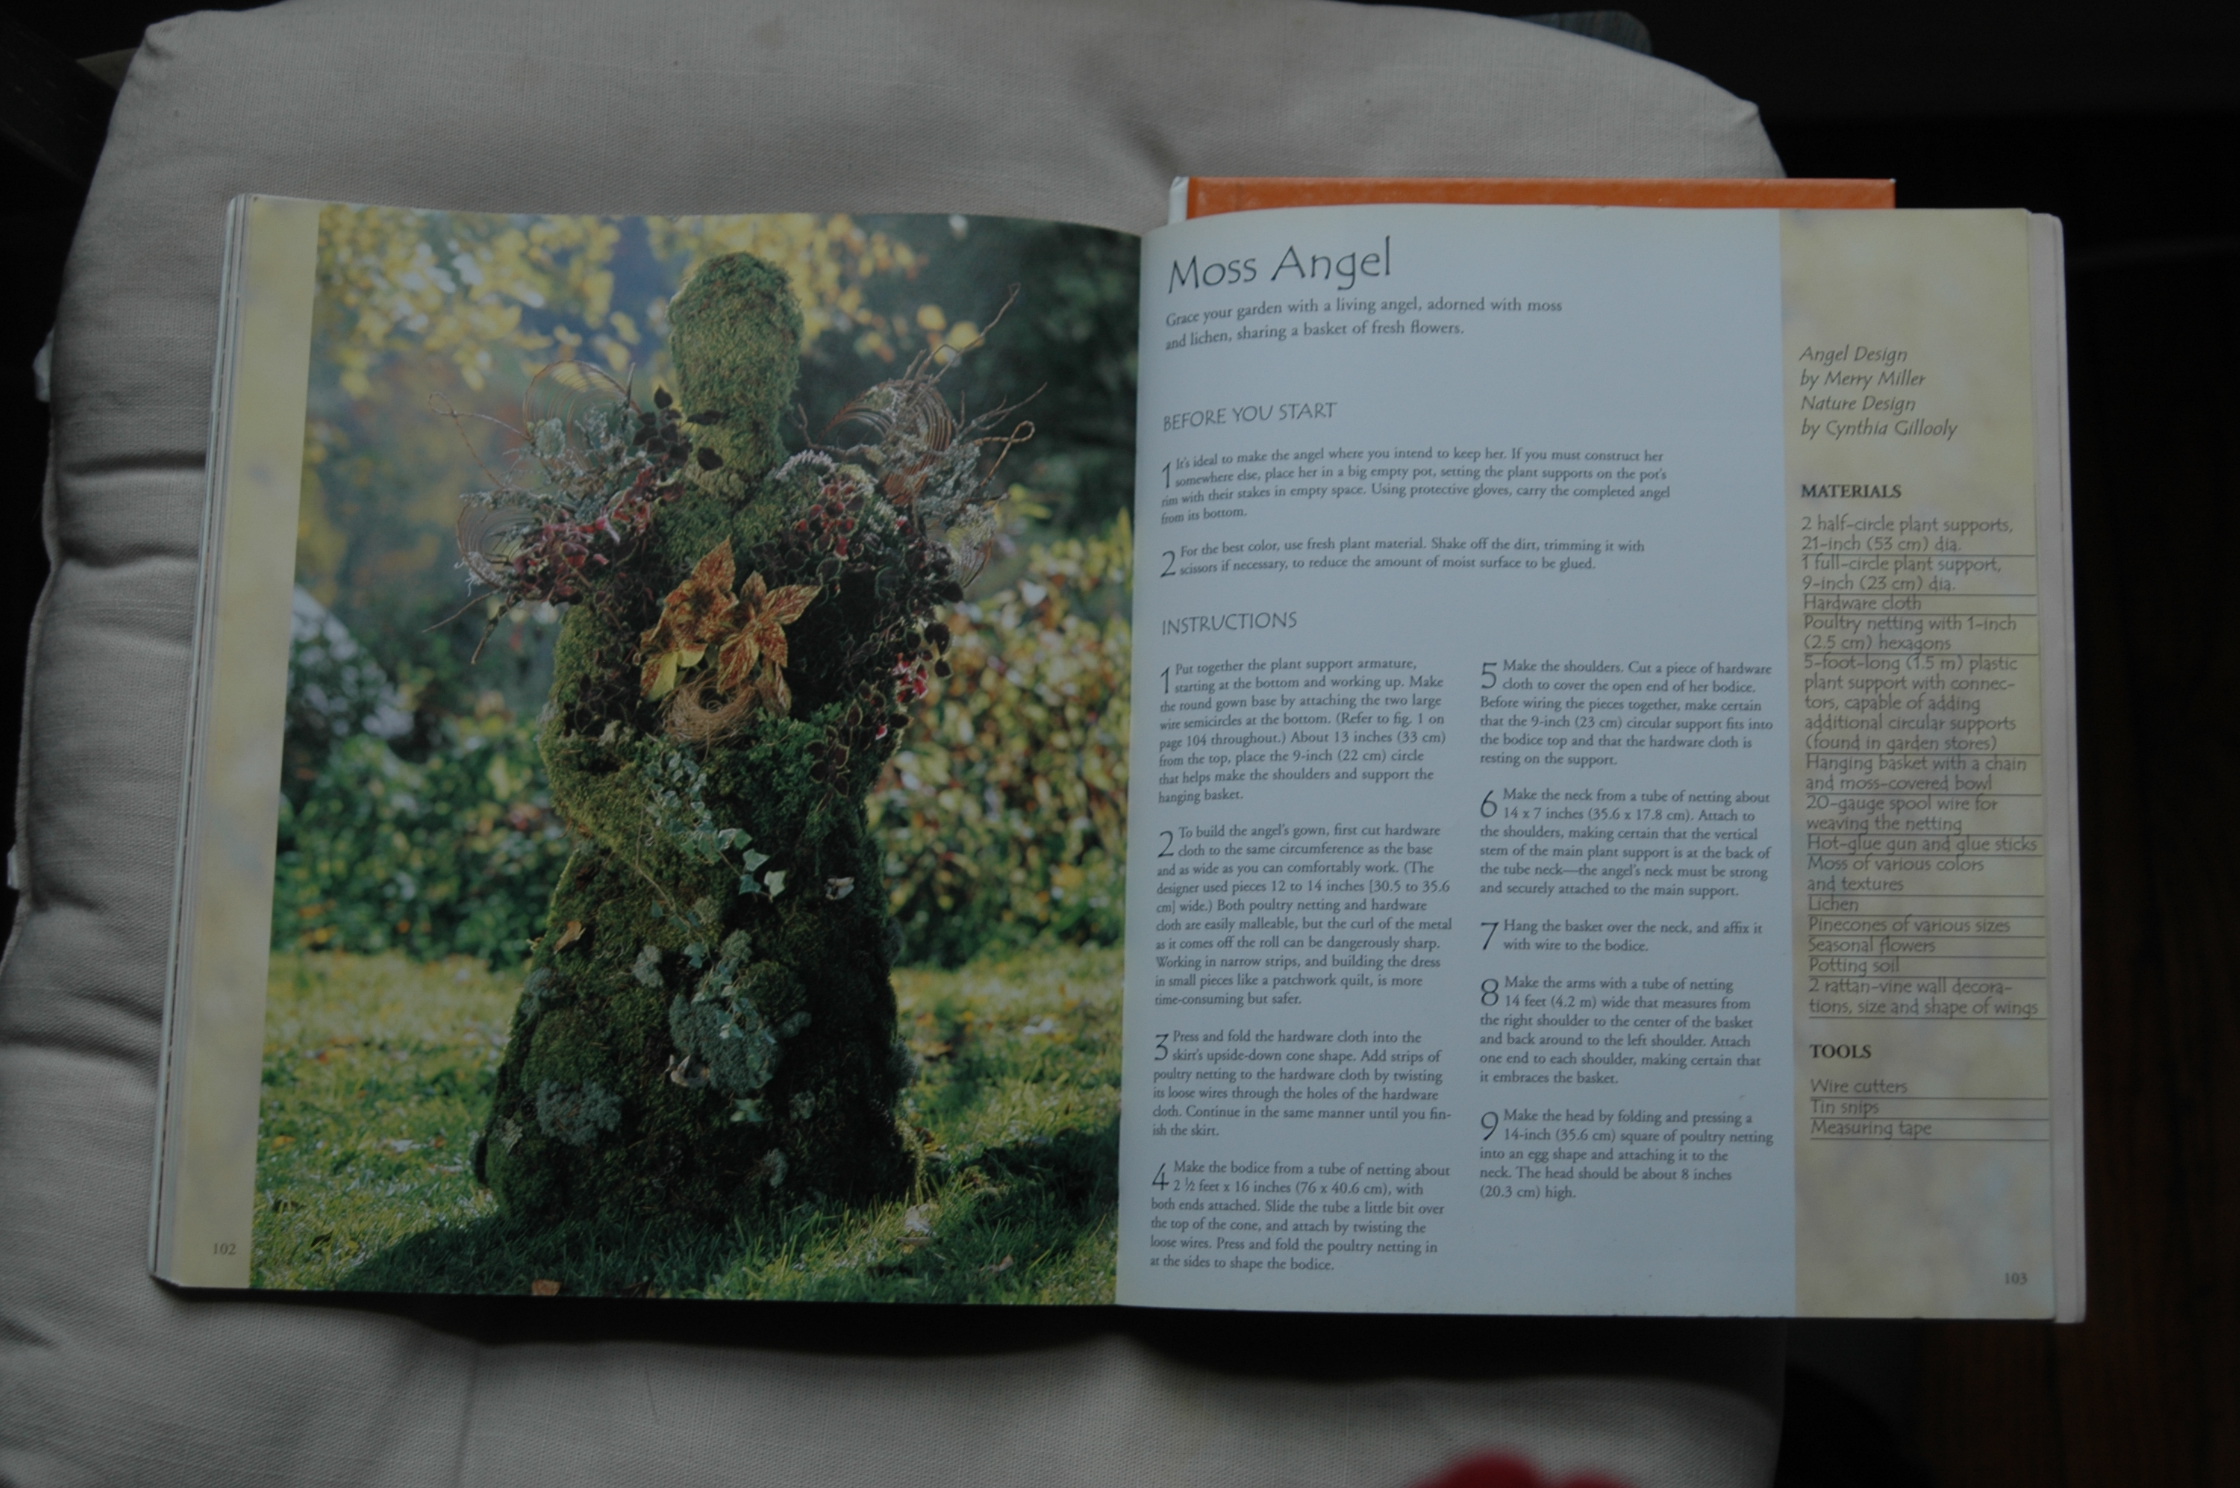 102
Moss Angel
Grace your garden with a living angel, adorned with moss
and lichen, sharing a basket of fresh flowers.
BEFORE YOU START
1 It's ideal to make the angel where you intend to keep her. If you must construct her
somewhere else, place her in a big empty pot, setting the plant supports on the pot's
rim with their stakes in empty space. Using protective gloves, carry the completed angel
from its bottom.
2 For the best color, use fresh plant material. Shake off the dirt, trimming it with
scissors if necessary, to reduce the amount of moist surface to be glued.
INSTRUCTIONS
1 Put together the plant support armature,
starting at the bottom and working up. Make
the round gown base by attaching the two large
wire semicircles at the bottom. (Refer to fig. 1 on
page 104 throughout.) About 13 inches (33 cm)
from the top, place the 9-inch (22 cm) circle
that helps make the shoulders and support the
hanging basket.
2 To build the angel's gown, first cut hardware
cloth to the same circumference as the base
and as wide as you can comfortably work. (The
designer used pieces 12 to 14 inches [30.5 to 35.6
cm] wide.) Both poultry netting and hardware
cloth are easily malleable, but the curl of the metal
as it comes off the roll can be dangerously sharp.
Working in narrow strips, and building the dress
in small pieces like a patchwork quilt, is more
time-consuming but safer.
3 Press and fold the hardware cloth into the
skirt's upside-down cone shape. Add strips of
poultry netting to the hardware cloth by twisting
its loose wires through the holes of the hardware
cloth. Continue in the same manner until you fin-
ish the skirt.
4 Make the bodice from a tube of netting about
2 ½ feet x 16 inches (76 x 40.6 cm), with
both ends attached. Slide the tube a little bit over
the top of the cone, and attach by twisting the
loose wires. Press and fold the poultry netting in
at the sides to shape the bodice.
5 Make the shoulders. Cut a piece of hardware
cloth to cover the open end of her bodice.
Before wiring the pieces together, make certain
that the 9-inch (23 cm) circular support fits into
the bodice top and that the hardware cloth is
resting on the support.
6 Make the neck from a tube of netting about
14 x 7 inches (35.6 x 17.8 cm). Attach to
the shoulders, making certain that the vertical
stem of the main plant support is at the back of
the tube neck—the angel's neck must be strong
and securely attached to the main support.
7 Hang the basket over the neck, and affix it
with wire to the bodice.
8 Make the arms with a tube of netting
14 feet (4.2 m) wide that measures from
the right shoulder to the center of the basket
and back around to the left shoulder. Attach
one end to each shoulder, making certain that
it embraces the basket.
9 Make the head by folding and pressing a
14-inch (35.6 cm) square of poultry netting
into an egg shape and attaching it to the
neck. The head should be about 8 inches
(20.3 cm) high.
Angel Design
by Merry Miller
Nature Design
by Cynthia Gillooly
MATERIALS
2 half-circle plant supports,
21-inch (53 cm) dia.
1 full-circle plant support,
9-inch (23 cm) dia.
Hardware cloth
Poultry netting with 1-inch
(2.5 cm) hexagons
5-foot-long (1.5 m) plastic
plant support with connec-
tors, capable of adding
additional circular supports
(found in garden stores)
Hanging basket with a chain
and moss-covered bowl
20-gauge spool wire for
weaving the netting
Hot-glue gun and glue sticks
Moss of various colors
and textures
Lichen
Pinecones of various sizes
Seasonal flowers
Potting soil
2 rattan-vine wall decora-
tions, size and shape of wings
TOOLS
Wire cutters
Tin snips
Measuring tape
103